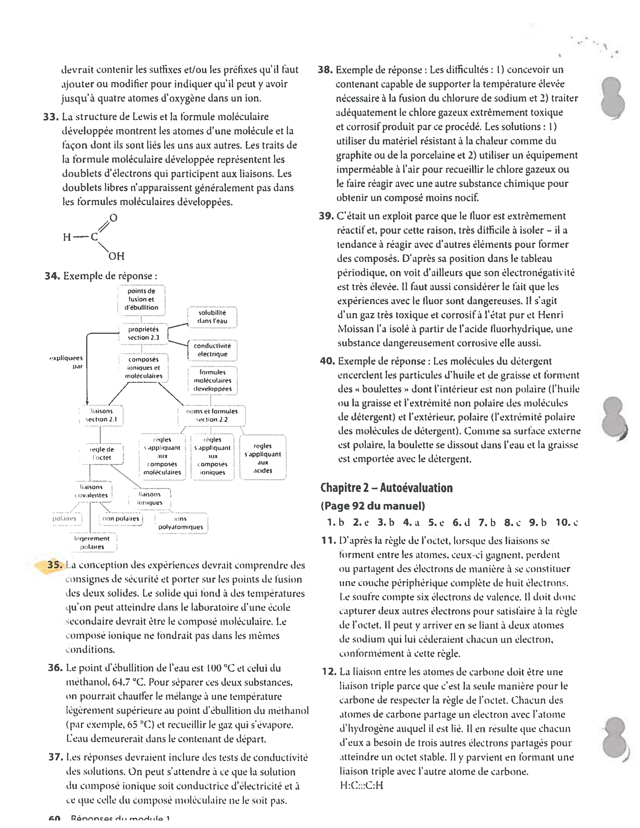 devrait contenir les suffixes et/ou les préfixes qu'il faut
ajouter ou modifier pour indiquer qu'il peut y avoir
jusqu'à quatre atomes d'oxygène dans un ion.
33. La structure de Lewis et la formule moléculaire
développée montrent les atomes d'une molécule et la
façon dont ils sont liés les uns aux autres. Les traits de
la formule moléculaire développée représentent les
doublets d'électrons qui participent aux liaisons. Les
doublets libres n'apparaissent généralement pas dans
les formules moléculaires développées.
O
H—C
OH
34. Exemple de réponse :
points de
fusion et
d'ébullition
solubilité
dans l'eau
propriétés
section 2.3
conductivité
électrique
expliquées
par
composés
ioniques et
moléculaires
formules
moléculaires
développées
liaisons
section 2.1
noms et formules
section 2.2
règle de
l'octet
règles
s'appliquant
aux
composés
moléculaires
règles
s'appliquant
aux
composés
ioniques
règles
s'appliquant
aux
acides
liaisons
covalentes
liaisons
ioniques
polaires
non polaires
ions
polyatomiques
légèrement
polaires
35. La conception des expériences devrait comprendre des
consignes de sécurité et porter sur les points de fusion
des deux solides. Le solide qui fond à des températures
qu'on peut atteindre dans le laboratoire d'une école
secondaire devrait être le composé moléculaire. Le
composé ionique ne fondrait pas dans les mêmes
conditions.
36. Le point d'ébullition de l'eau est 100 °C et celui du
méthanol, 64,7 °C. Pour séparer ces deux substances,
on pourrait chauffer le mélange à une température
légèrement supérieure au point d'ébullition du méthanol
(par exemple, 65 °C) et recueillir le gaz qui s'évapore.
L'eau demeurerait dans le contenant de départ.
37. Les réponses devraient inclure des tests de conductivité
des solutions. On peut s'attendre à ce que la solution
du composé ionique soit conductrice d'électricité et à
ce que celle du composé moléculaire ne le soit pas.
60 Réponses du module 1
38. Exemple de réponse : Les difficultés : 1) concevoir un
contenant capable de supporter la température élevée
nécessaire à la fusion du chlorure de sodium et 2) traiter
adéquatement le chlore gazeux extrêmement toxique
et corrosif produit par ce procédé. Les solutions : 1)
utiliser du matériel résistant à la chaleur comme du
graphite ou de la porcelaine et 2) utiliser un équipement
imperméable à l'air pour recueillir le chlore gazeux ou
le faire réagir avec une autre substance chimique pour
obtenir un composé moins nocif.
39. C'était un exploit parce que le fluor est extrêmement
réactif et, pour cette raison, très difficile à isoler – il a
tendance à réagir avec d'autres éléments pour former
des composés. D'après sa position dans le tableau
périodique, on voit d'ailleurs que son électronégativité
est très élevée. Il faut aussi considérer le fait que les
expériences avec le fluor sont dangereuses. Il s'agit
d'un gaz très toxique et corrosif à l'état pur et Henri
Moissan l'a isolé à partir de l'acide fluorhydrique, une
substance dangereusement corrosive elle aussi.
40. Exemple de réponse : Les molécules du détergent
encerclent les particules d'huile et de graisse et forment
des « boulettes » dont l'intérieur est non polaire (l'huile
ou la graisse et l'extrémité non polaire des molécules
de détergent) et l'extérieur, polaire (l'extrémité polaire
des molécules de détergent). Comme sa surface externe
est polaire, la boulette se dissout dans l'eau et la graisse
est emportée avec le détergent.
Chapitre 2 – Autoévaluation
(Page 92 du manuel)
1. b 2. e 3. b 4. a 5. e 6. d 7. b 8. c 9. b 10. c
11. D'après la règle de l'octet, lorsque des liaisons se
forment entre les atomes, ceux-ci gagnent, perdent
ou partagent des électrons de manière à se constituer
une couche périphérique complète de huit électrons.
Le soufre compte six électrons de valence. Il doit donc
capturer deux autres électrons pour satisfaire à la règle
de l'octet. Il peut y arriver en se liant à deux atomes
de sodium qui lui céderaient chacun un électron,
conformément à cette règle.
12. La liaison entre les atomes de carbone doit être une
liaison triple parce que c'est la seule manière pour le
carbone de respecter la règle de l'octet. Chacun des
atomes de carbone partage un électron avec l'atome
d'hydrogène auquel il est lié. Il en résulte que chacun
d'eux a besoin de trois autres électrons partagés pour
atteindre un octet stable. Il y parvient en formant une
liaison triple avec l'autre atome de carbone.
H:C:::C:H